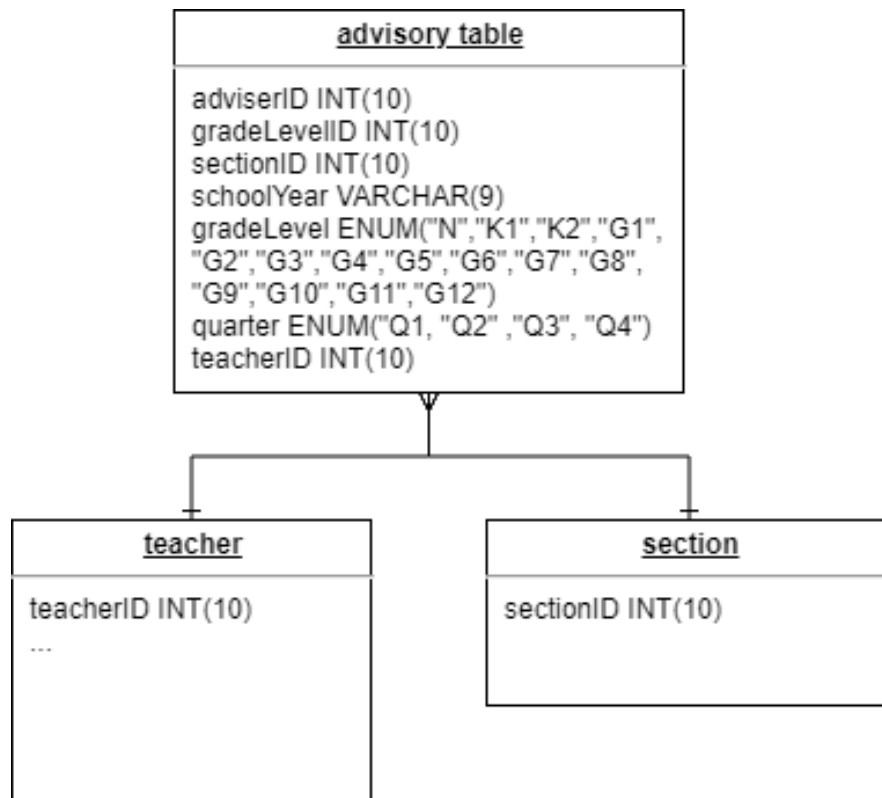 advisory table
adviserID INT(10)
gradeLevelID INT(10)
sectionID INT(10)
schoolYear VARCHAR(9)
gradeLevel ENUM("N","K1","K2","G1",
"G2","G3","G4","G5","G6","G7","G8",
"G9","G10","G11","G12")
quarter ENUM("Q1, "Q2" ,"Q3", "Q4")
teacherID INT(10)
teacher
teacherID INT(10)
...
section
sectionID INT(10)